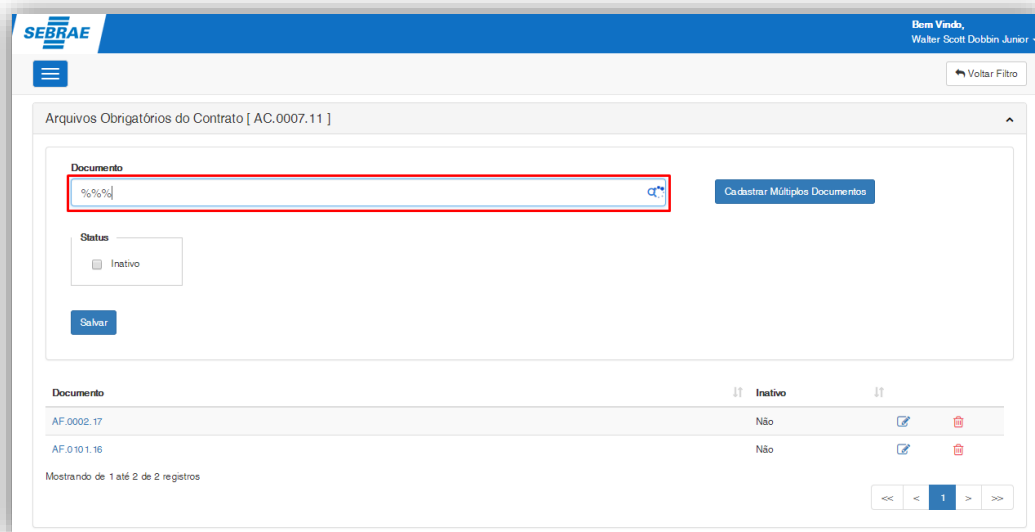 SEBRAE
Bem Vindo,
Walter Scott Dobbin Junior
Voltar Filtro
Arquivos Obrigatórios do Contrato [ AC.0007.11 ]
Documento
%%%
Cadastrar Múltiplos Documentos
Status
Inativo
Salvar
Documento Inativo
AF.0002.17 Não
AF.0101.16 Não
Mostrando de 1 até 2 de 2 registros
<< < 1 > >>